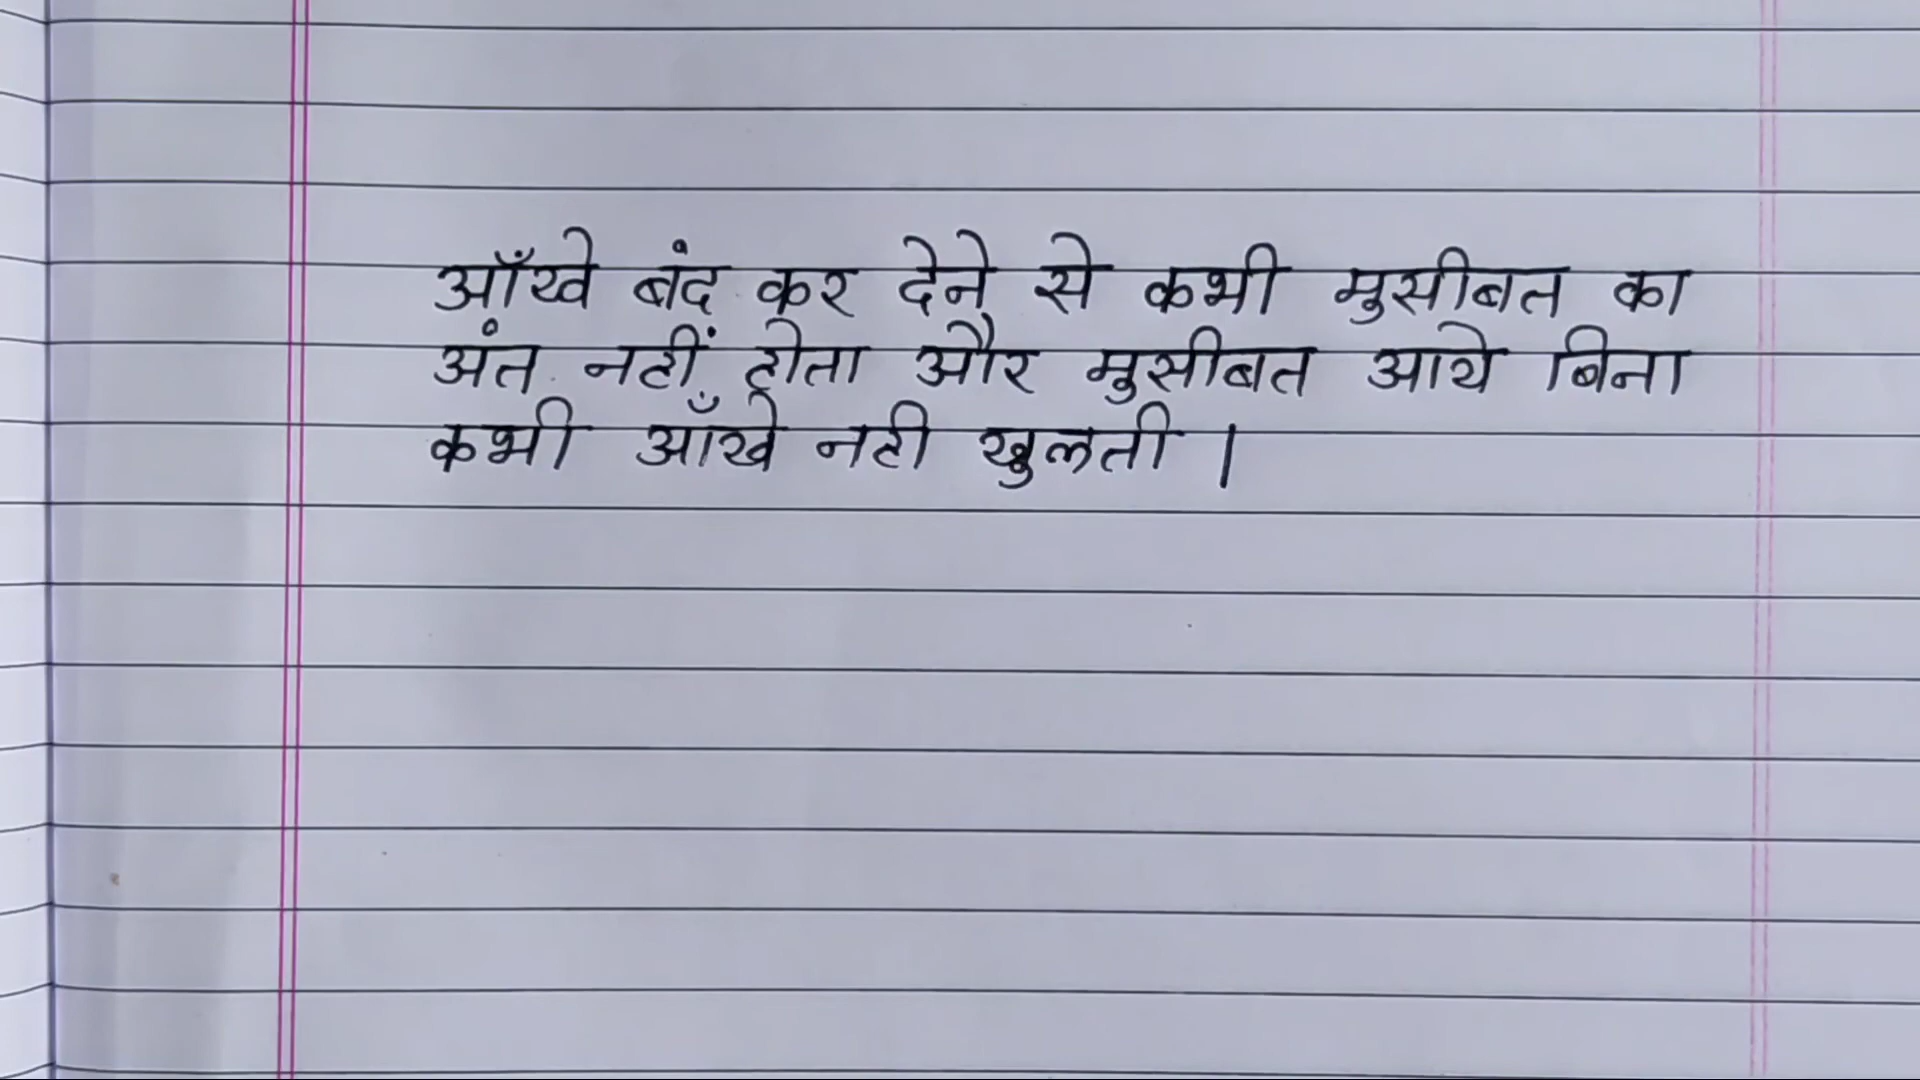 आँखे बंद कर देने से कभी मुसीबत का
अंत नहीं होता और मुसीबत आये बिना
कभी आँखे नही खुलती ।